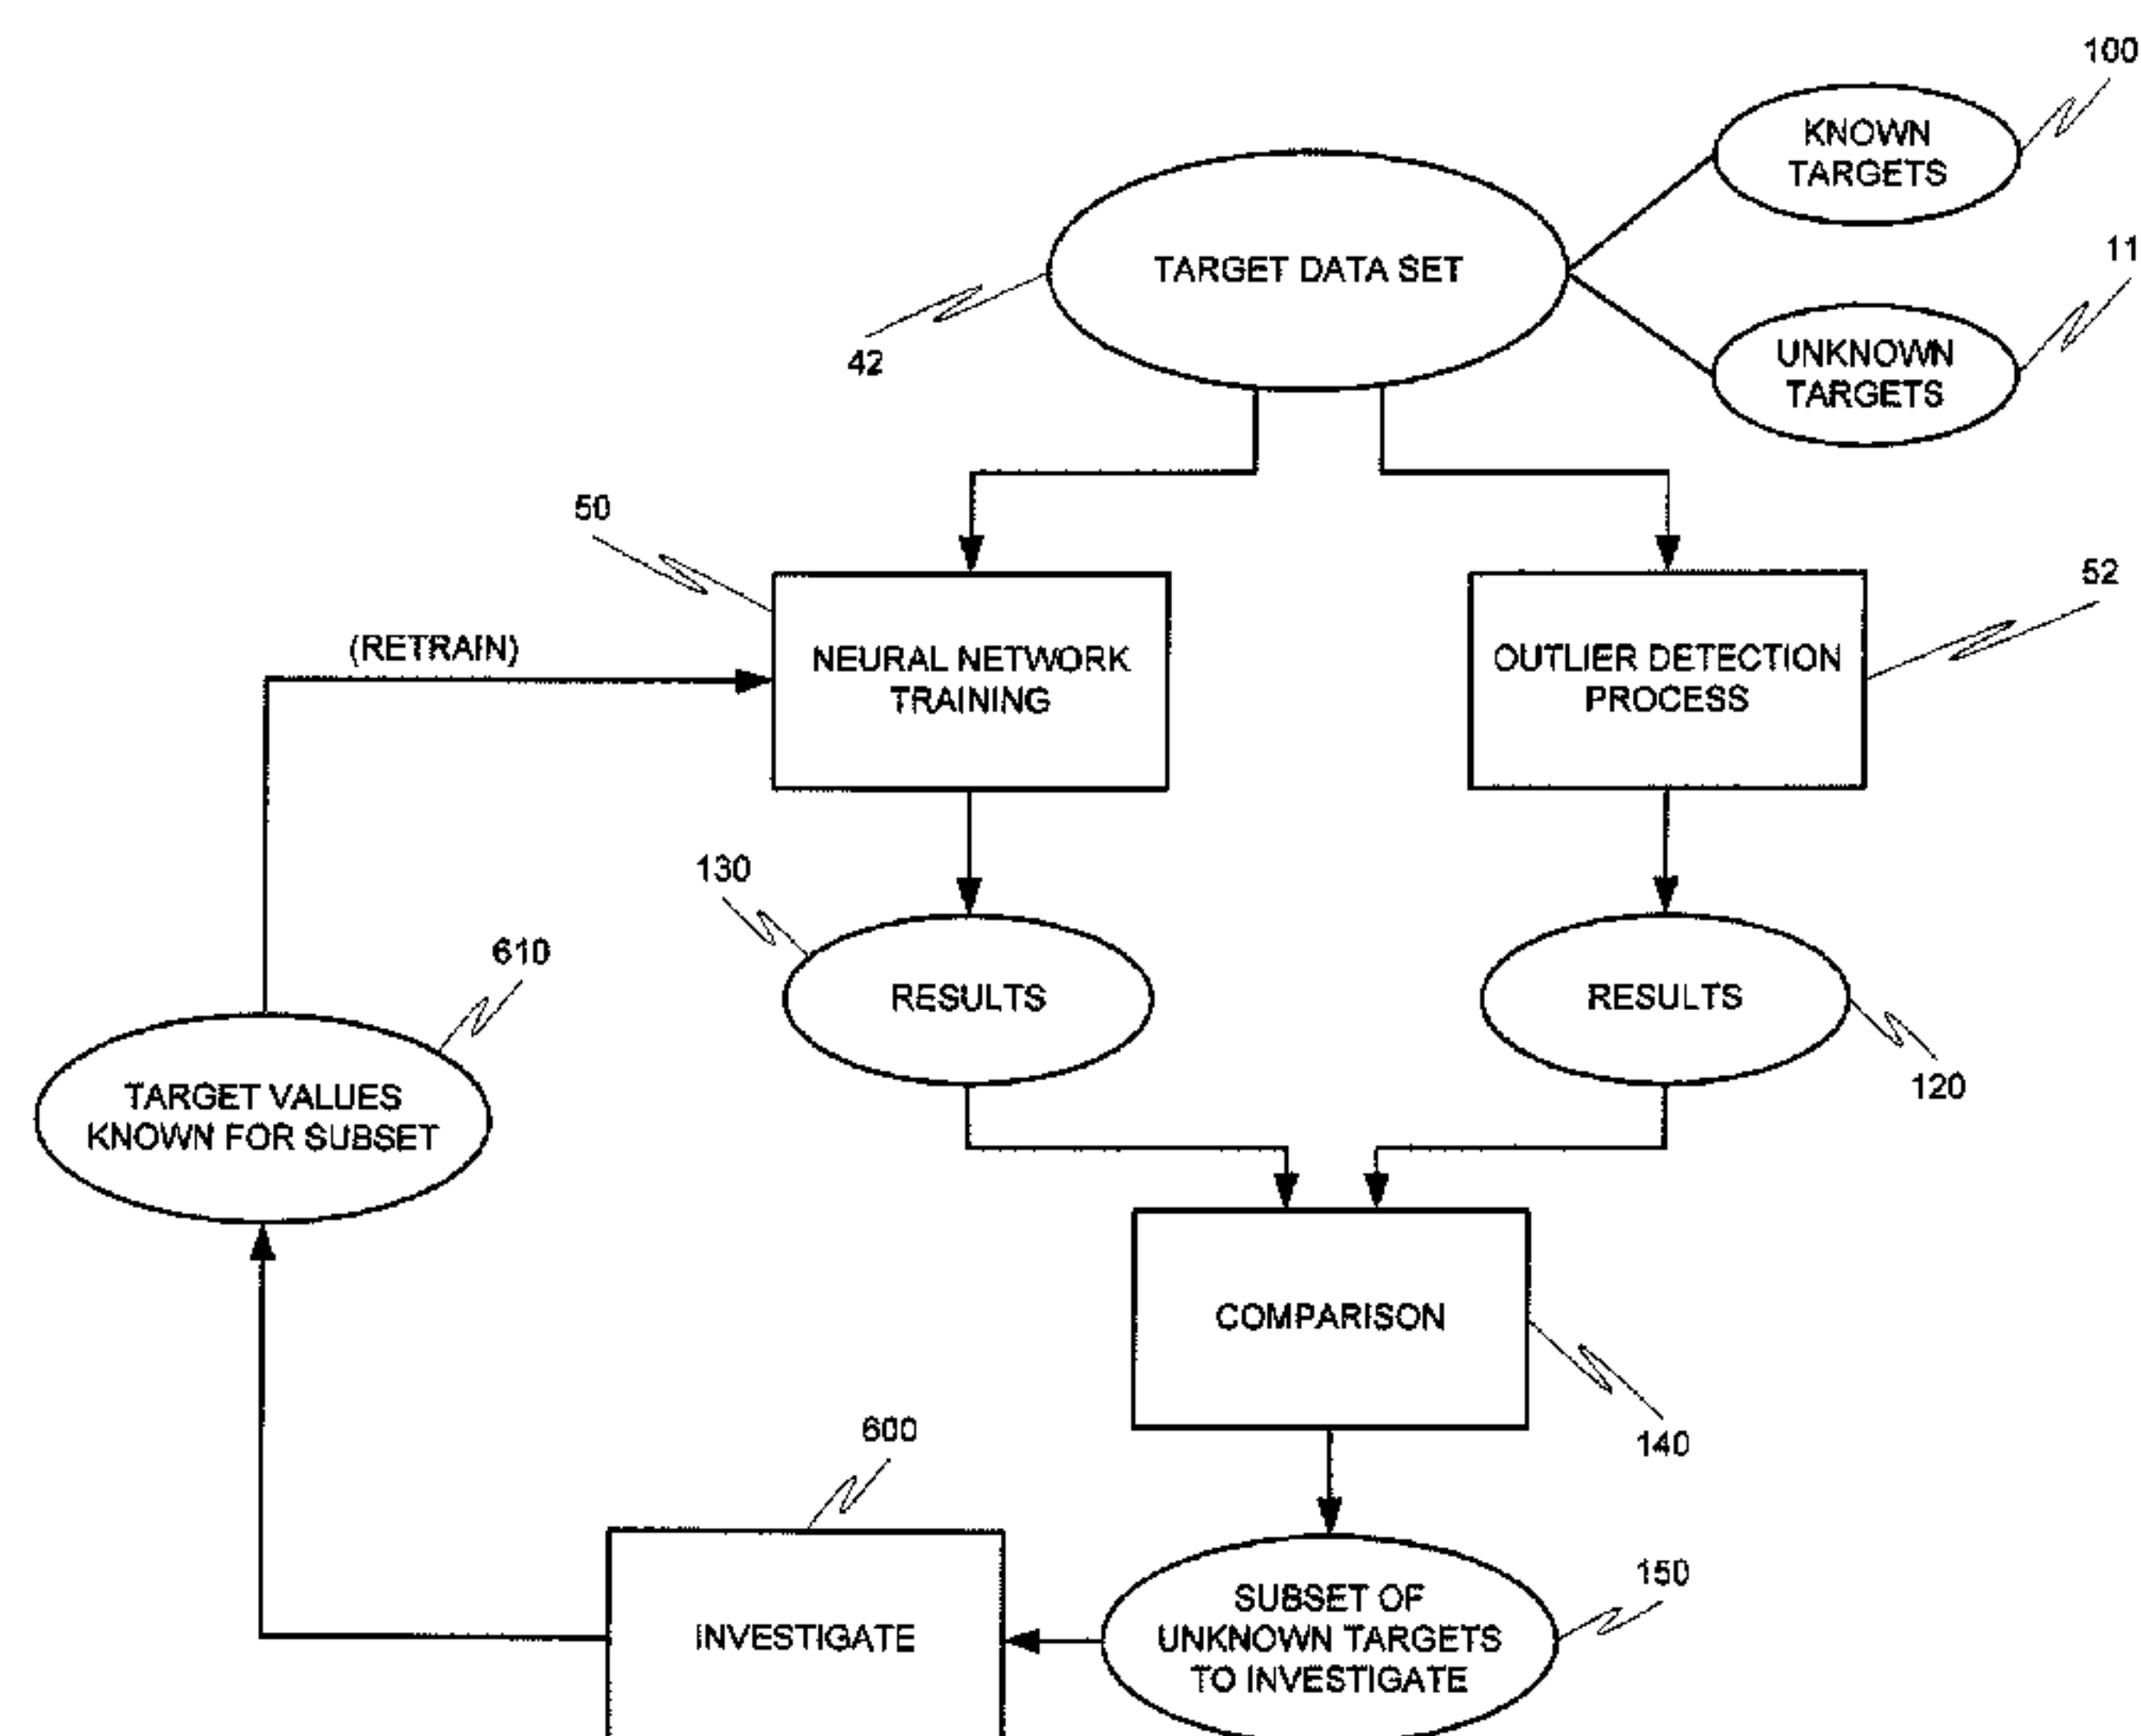 100
KNOWN
TARGETS
TARGET DATA SET
11
UNKNOWN
TARGETS
42
50
52
(RETRAIN)
NEURAL NETWORK
TRAINING
OUTLIER DETECTION
PROCESS
130
610
RESULTS
RESULTS
120
TARGET VALUES
KNOWN FOR SUBSET
COMPARISON
600
140
150
INVESTIGATE
SUBSET OF
UNKNOWN TARGETS
TO INVESTIGATE